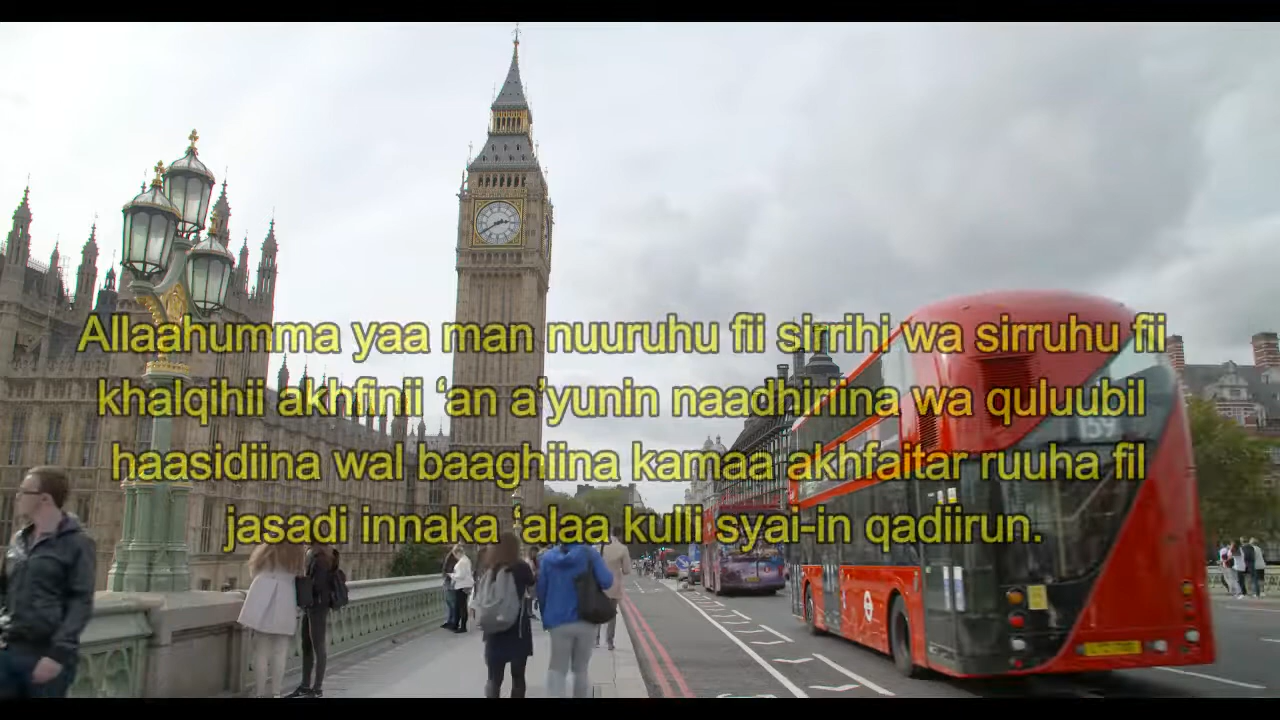 Allaahumma yaa man nuuruhu fii sirrihi wa sirruhu fii
khalqihii akhfinii ‘an a’yunin naadhiriina wa quluubil
haasidiina wal baaghiina kamaa akhfaitar ruuha fil
jasadi innaka ‘alaa kulli syai-in qadiirun.
159